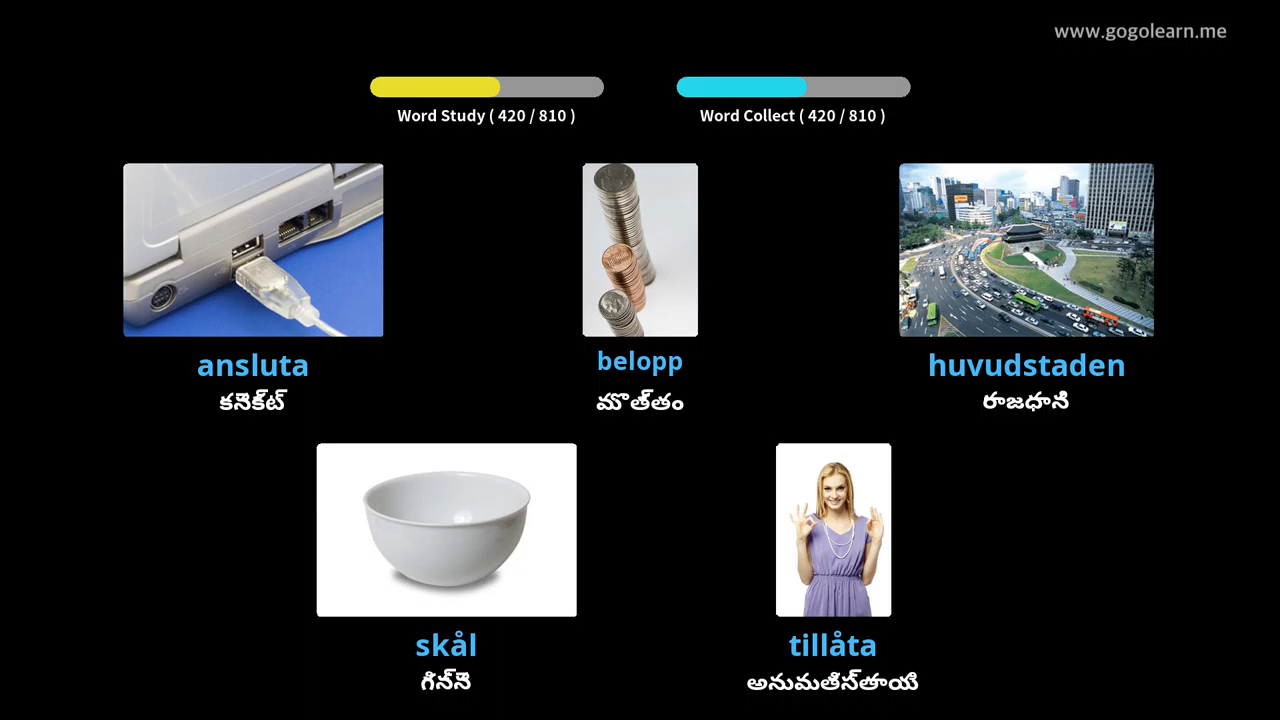 www.gogolearn.me
Word Study ( 420 / 810 )
Word Collect ( 420 / 810 )
ansluta
కనెక్ట్
belopp
మొత్తం
huvudstaden
రాజధాని
skål
గిన్నె
tillåta
అనుమతిస్తాయి